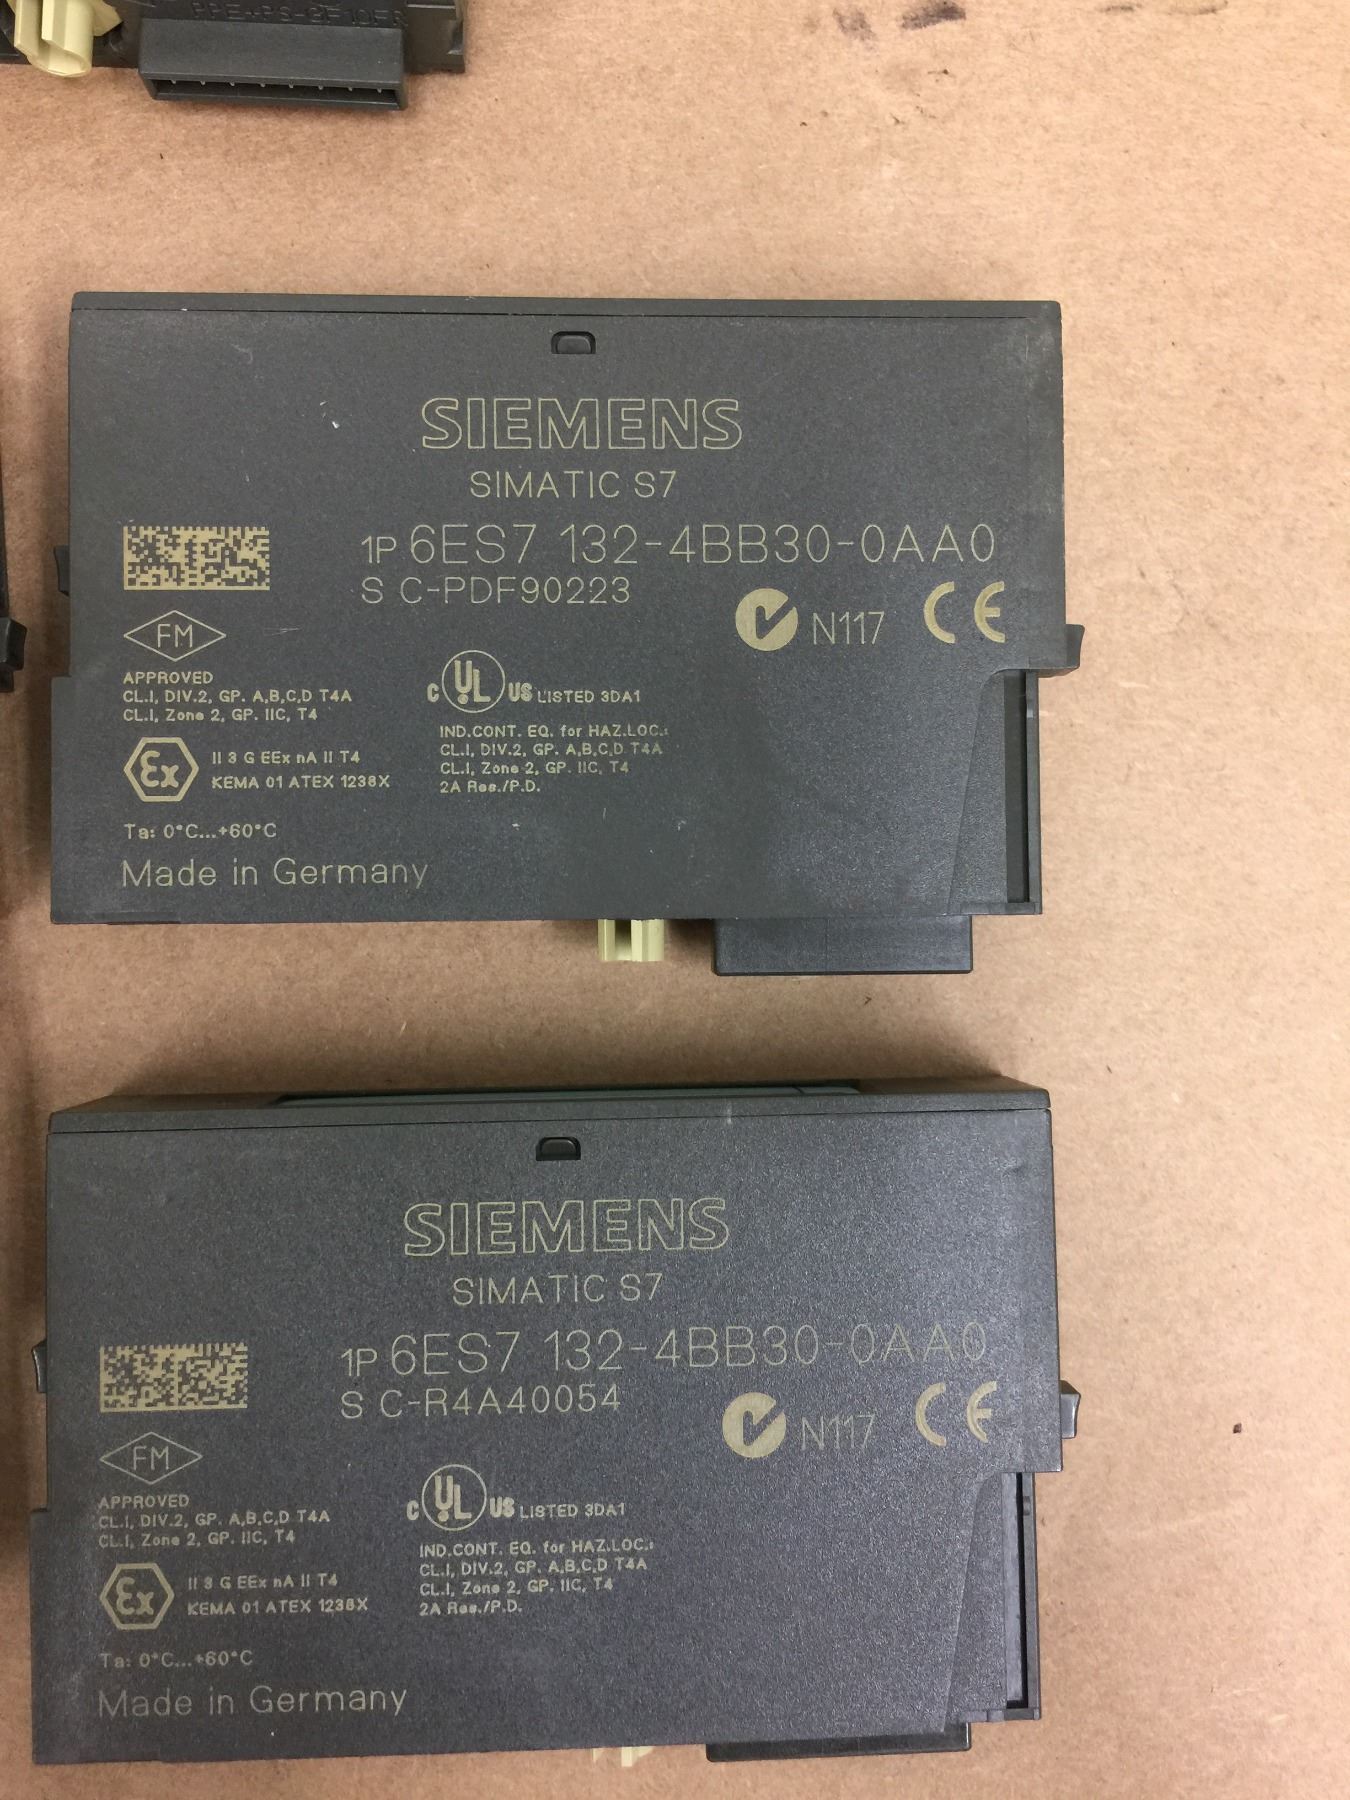 >PPE+PS-GF10FR
SIEMENS
SIMATIC S7
1P 6ES7 132-4BB30-0AA0
S C-PDF90223
N117 CE
FM
APPROVED
CL.I, DIV.2, GP. A,B,C,D T4A
CL.I, Zone 2, GP. IIC, T4
C UL US LISTED 3DA1
IND.CONT. EQ. for HAZ.LOC.:
CL.I, DIV.2, GP. A,B,C,D T4A
CL.I, Zone 2, GP. IIC, T4
2A Res./P.D.
Ex II 3 G EEx nA II T4
KEMA 01 ATEX 1238X
Ta: 0°C...+60°C
Made in Germany
SIEMENS
SIMATIC S7
1P 6ES7 132-4BB30-0AA0
S C-R4A40054
N117 CE
FM
APPROVED
CL.I, DIV.2, GP. A,B,C,D T4A
CL.I, Zone 2, GP. IIC, T4
C UL US LISTED 3DA1
IND.CONT. EQ. for HAZ.LOC.:
CL.I, DIV.2, GP. A,B,C,D T4A
CL.I, Zone 2, GP. IIC, T4
2A Res./P.D.
Ex II 3 G EEx nA II T4
KEMA 01 ATEX 1238X
Ta: 0°C...+60°C
Made in Germany